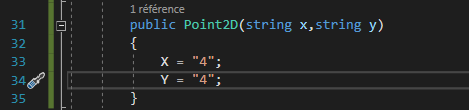 1 référence
31 public Point2D(string x,string y)
32 {
33 X = "4";
34 Y = "4";
35 }